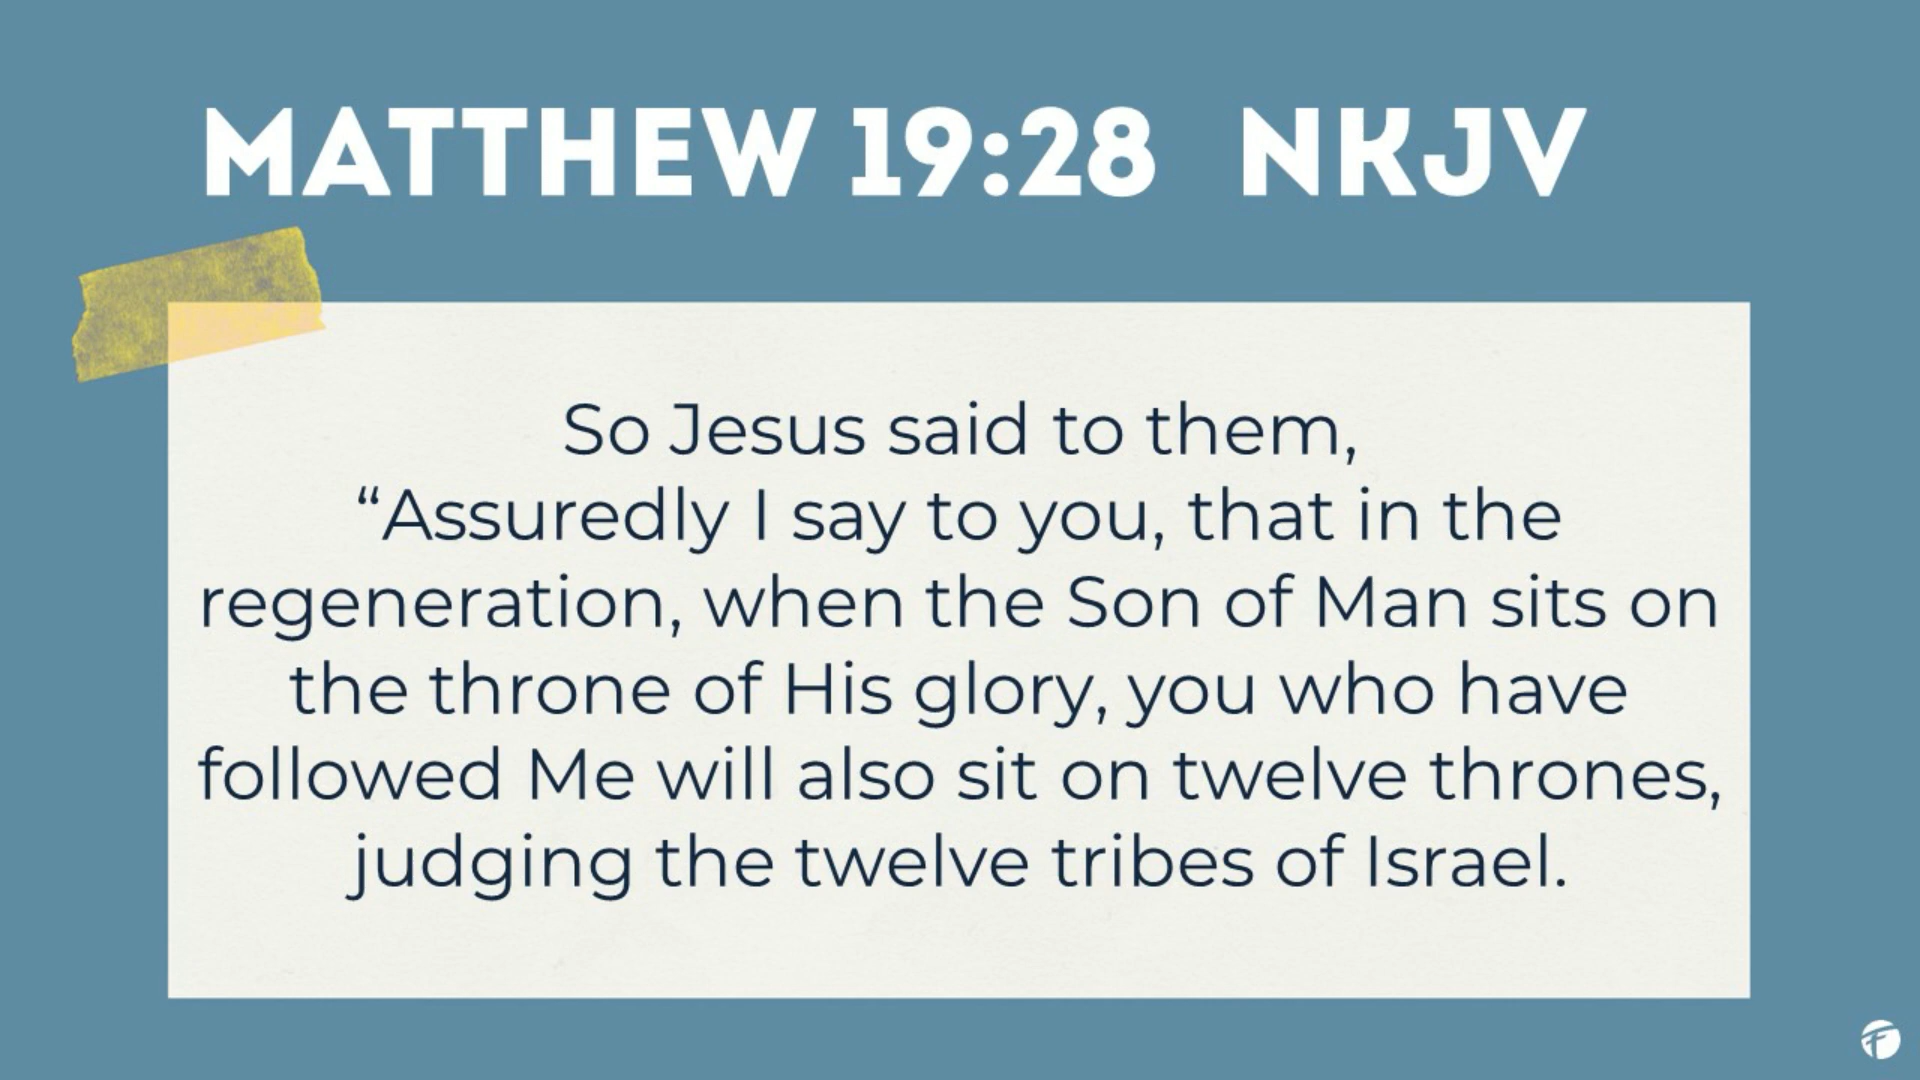 MATTHEW 19:28 NKJV
So Jesus said to them,
“Assuredly I say to you, that in the
regeneration, when the Son of Man sits on
the throne of His glory, you who have
followed Me will also sit on twelve thrones,
judging the twelve tribes of Israel.
F